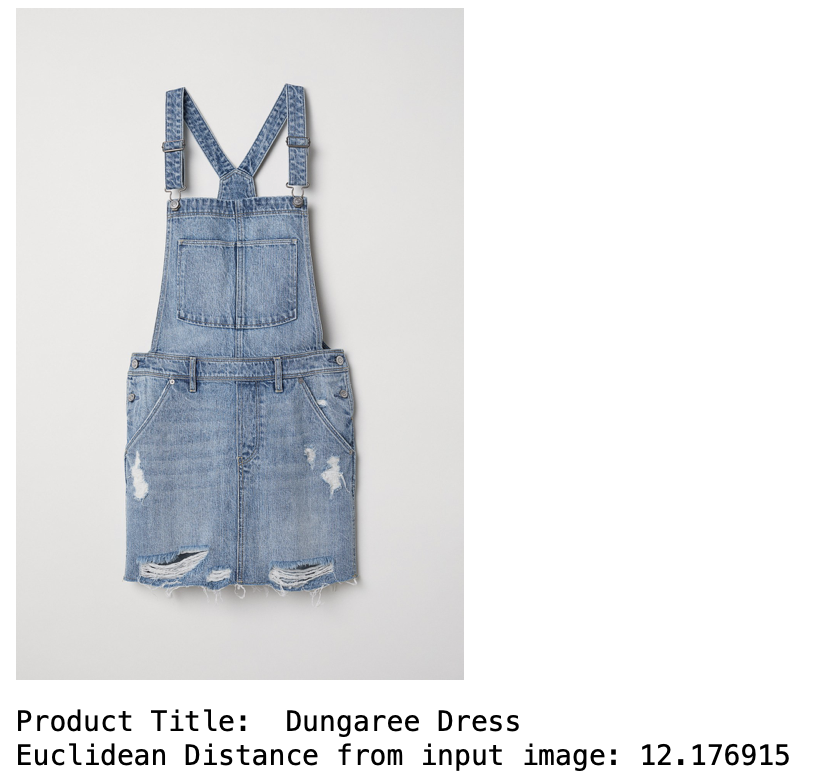 Product Title:  Dungaree Dress
Euclidean Distance from input image: 12.176915